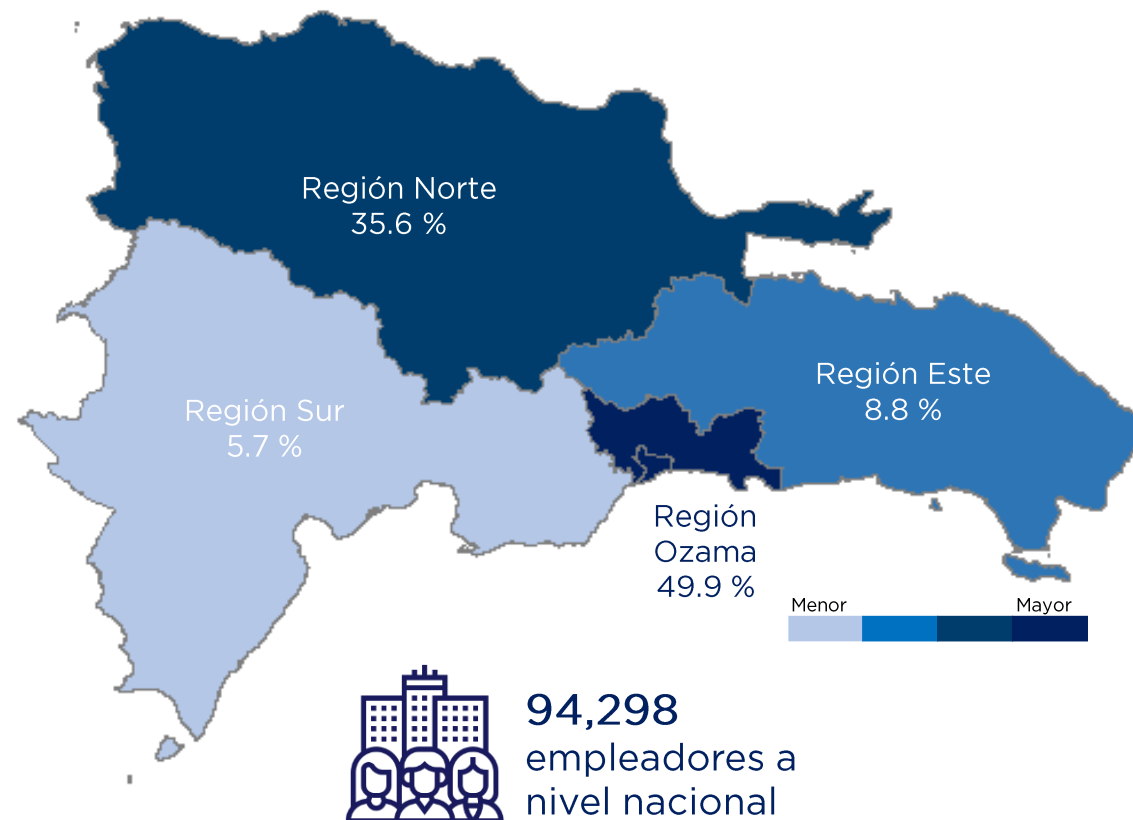 Región Norte
35.6 %
Región Este
8.8 %
Región Sur
5.7 %
Región
Ozama
49.9 %
Menor
Mayor
94,298
empleadores a
nivel nacional